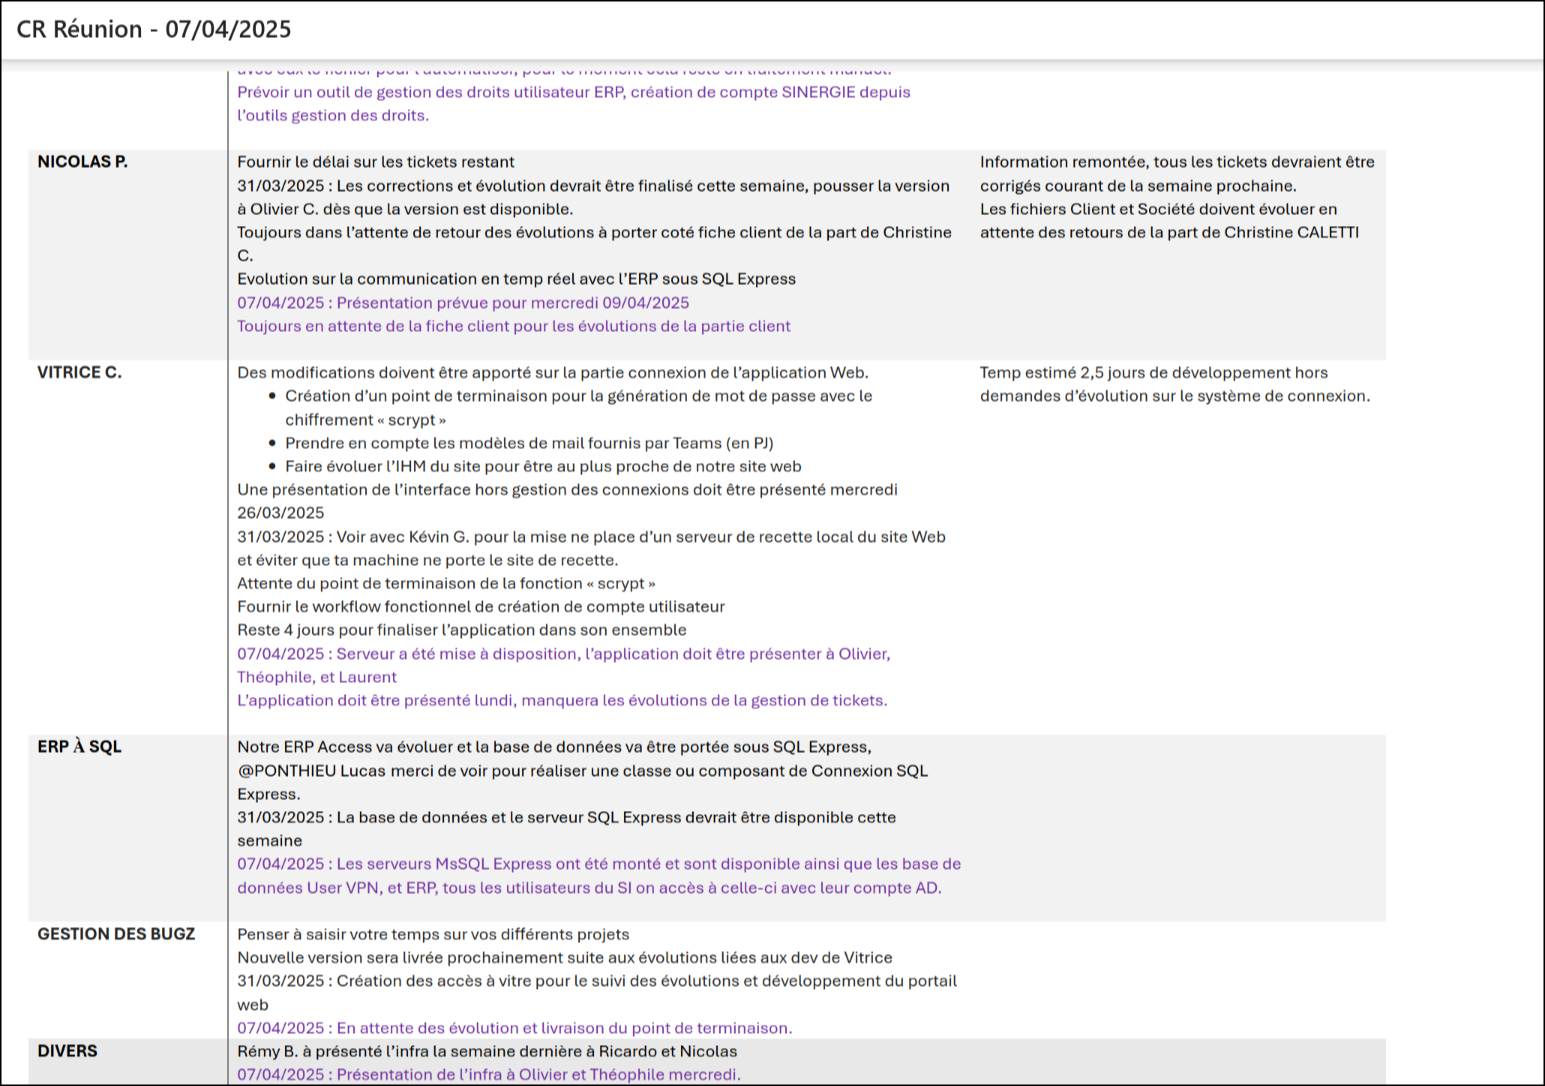 CR Réunion - 07/04/2025
avec eux le fichier pour l'automatiser, pour le moment cela reste en traitement manuel.
Prévoir un outil de gestion des droits utilisateur ERP, création de compte SINERGIE depuis
l'outils gestion des droits.
NICOLAS P.
Fournir le délai sur les tickets restant
31/03/2025 : Les corrections et évolution devrait être finalisé cette semaine, pousser la version
à Olivier C. dès que la version est disponible.
Toujours dans l'attente de retour des évolutions à porter coté fiche client de la part de Christine
C.
Evolution sur la communication en temp réel avec l'ERP sous SQL Express
07/04/2025 : Présentation prévue pour mercredi 09/04/2025
Toujours en attente de la fiche client pour les évolutions de la partie client
Information remontée, tous les tickets devraient être
corrigés courant de la semaine prochaine.
Les fichiers Client et Société doivent évoluer en
attente des retours de la part de Christine CALETTI
VITRICE C.
Des modifications doivent être apporté sur la partie connexion de l'application Web.
• Création d'un point de terminaison pour la génération de mot de passe avec le
chiffrement « scrypt »
• Prendre en compte les modèles de mail fournis par Teams (en PJ)
• Faire évoluer l'IHM du site pour être au plus proche de notre site web
Une présentation de l'interface hors gestion des connexions doit être présenté mercredi
26/03/2025
31/03/2025 : Voir avec Kévin G. pour la mise ne place d'un serveur de recette local du site Web
et éviter que ta machine ne porte le site de recette.
Attente du point de terminaison de la fonction « scrypt »
Fournir le workflow fonctionnel de création de compte utilisateur
Reste 4 jours pour finaliser l'application dans son ensemble
07/04/2025 : Serveur a été mise à disposition, l'application doit être présenter à Olivier,
Théophile, et Laurent
L'application doit être présenté lundi, manquera les évolutions de la gestion de tickets.
Temp estimé 2,5 jours de développement hors
demandes d'évolution sur le système de connexion.
ERP À SQL
Notre ERP Access va évoluer et la base de données va être portée sous SQL Express,
@PONTHIEU Lucas merci de voir pour réaliser une classe ou composant de Connexion SQL
Express.
31/03/2025 : La base de données et le serveur SQL Express devrait être disponible cette
semaine
07/04/2025 : Les serveurs MsSQL Express ont été monté et sont disponible ainsi que les base de
données User VPN, et ERP, tous les utilisateurs du SI on accès à celle-ci avec leur compte AD.
GESTION DES BUGZ
Penser à saisir votre temps sur vos différents projets
Nouvelle version sera livrée prochainement suite aux évolutions liées aux dev de Vitrice
31/03/2025 : Création des accès à vitre pour le suivi des évolutions et développement du portail
web
07/04/2025 : En attente des évolution et livraison du point de terminaison.
DIVERS
Rémy B. à présenté l'infra la semaine dernière à Ricardo et Nicolas
07/04/2025 : Présentation de l'infra à Olivier et Théophile mercredi.